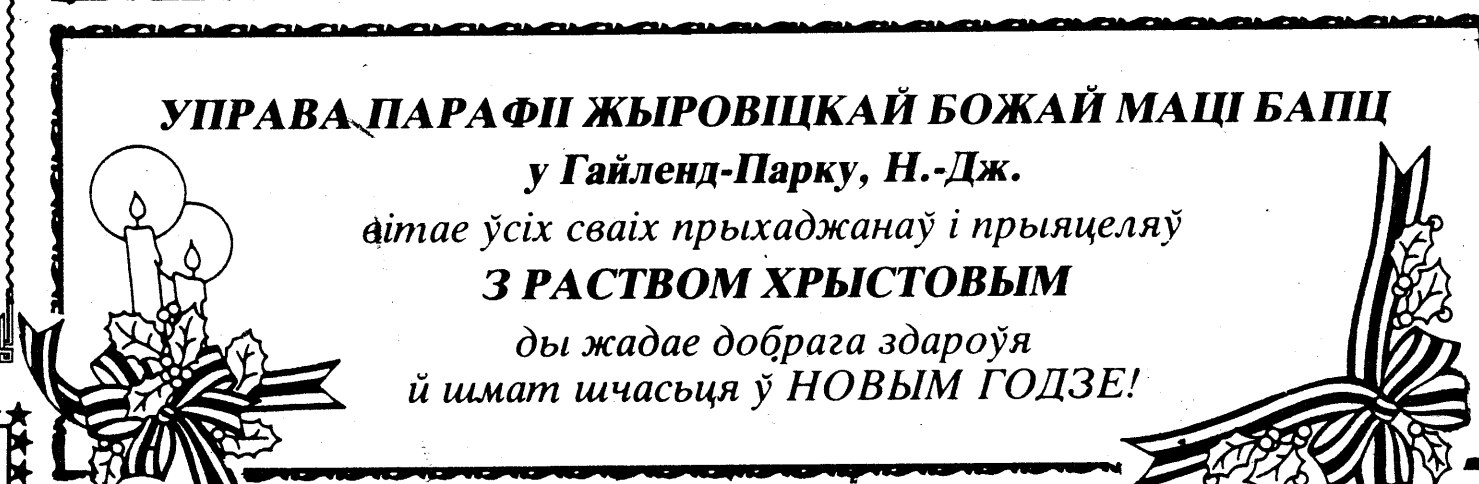 УПРАВА ПАРАФІІ ЖЫРОВІЦКАЙ БОЖАЙ МАЦІ БАПЦ
у Гайленд-Парку, Н.-Дж.
вітае ўсіх сваіх прыхаджанаў і прыяцеляў
З РАСТВОМ ХРЫСТОВЫМ
ды жадае добрага здароўя
й шмат шчасьця ў НОВЫМ ГОДЗЕ!